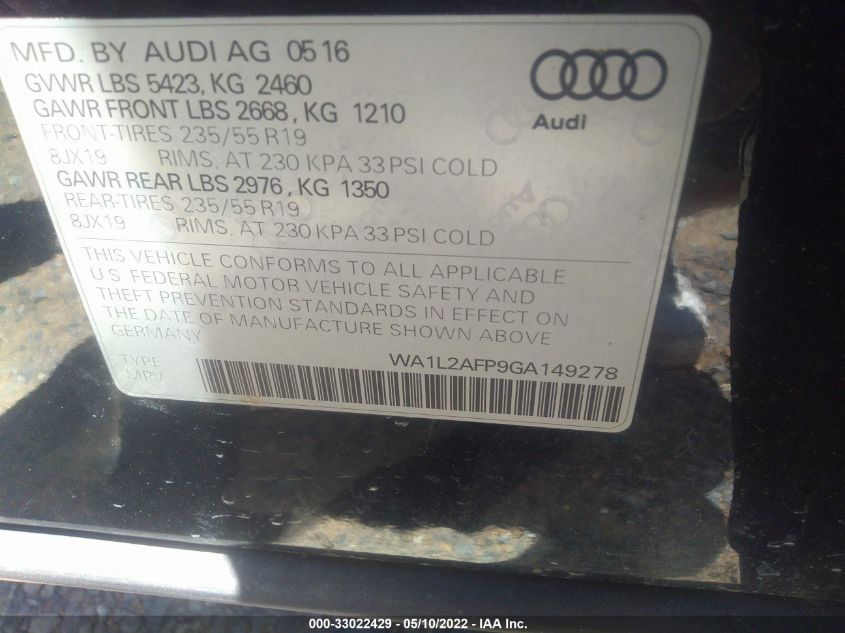 MFD. BY AUDI AG 05 16
GVWR LBS 5423, KG 2460
GAWR FRONT LBS 2668, KG 1210
FRONT-TIRES 235/55 R19
8JX19 RIMS, AT 230 KPA 33 PSI COLD
GAWR REAR LBS 2976, KG 1350
REAR-TIRES 235/55 R19
8JX19 RIMS, AT 230 KPA 33 PSI COLD
Audi
THIS VEHICLE CONFORMS TO ALL APPLICABLE
U.S. FEDERAL MOTOR VEHICLE SAFETY AND
THEFT PREVENTION STANDARDS IN EFFECT ON
THE DATE OF MANUFACTURE SHOWN ABOVE.
GERMANY
TYPE WA1L2AFP9GA149278
MPV
Audi
000-33022429 - 05/10/2022 - IAA Inc.